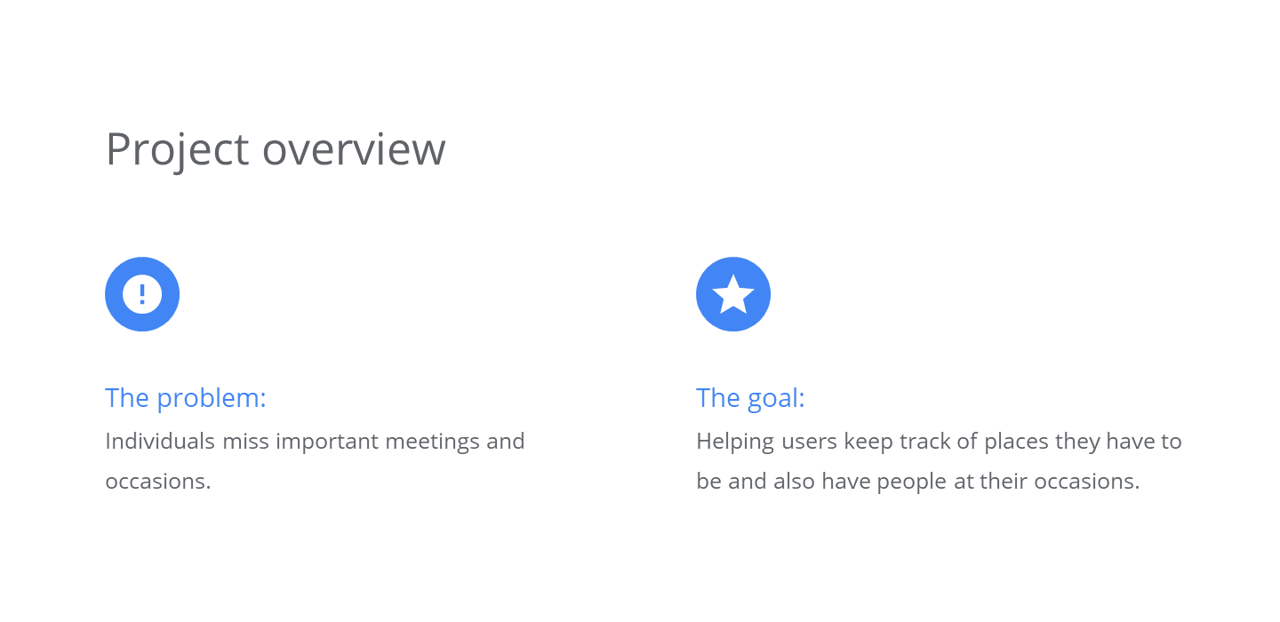 Project overview
The problem:
Individuals miss important meetings and
occasions.
The goal:
Helping users keep track of places they have to
be and also have people at their occasions.